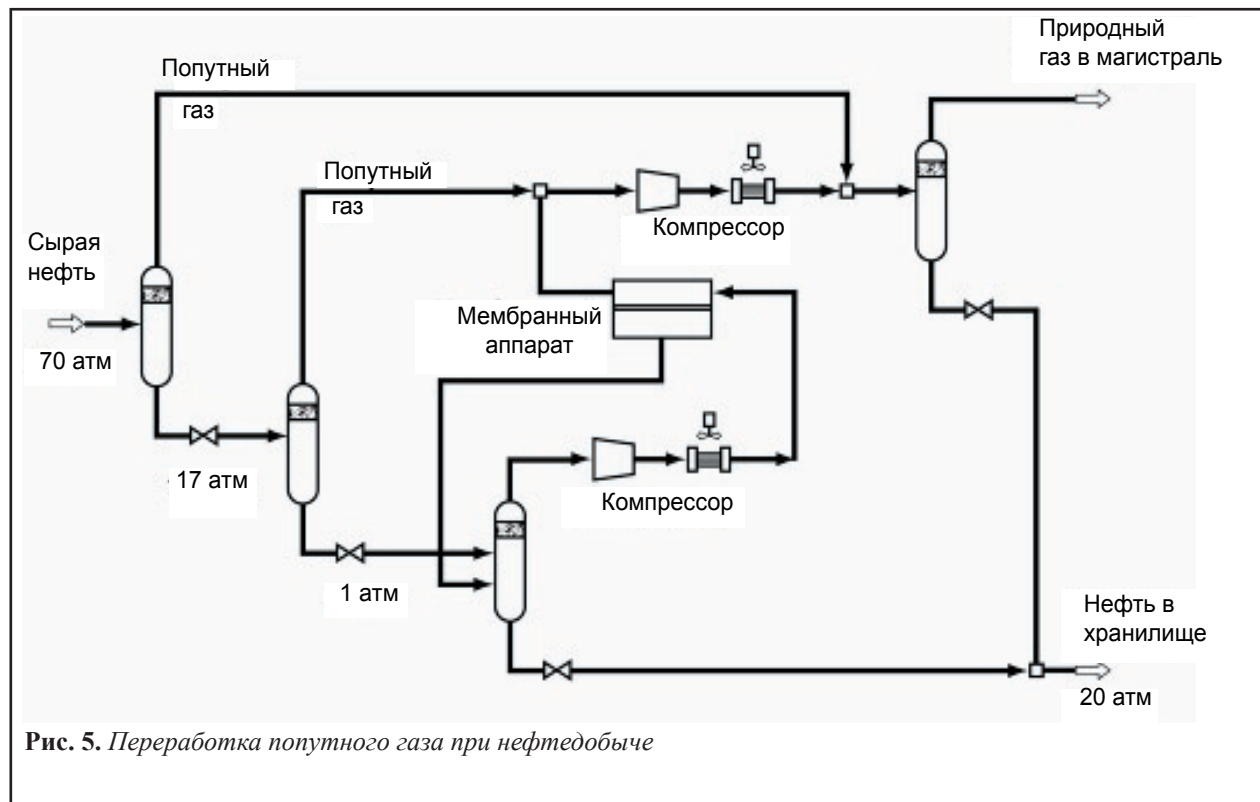 Природный
газ в магистраль
Попутный
газ
Попутный
газ
Компрессор
Сырая
нефть
Мембранный
аппарат
70 атм
17 атм
Компрессор
1 атм
Нефть в
хранилище
20 атм
Рис. 5. Переработка попутного газа при нефтедобыче